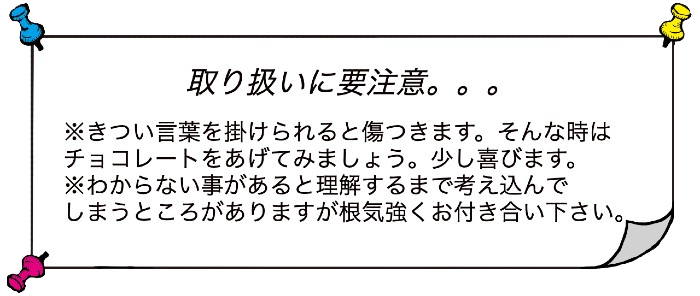 取り扱いに要注意。。。
※きつい言葉を掛けられると傷つきます。そんな時は
チョコレートをあげてみましょう。少し喜びます。
※わからない事があると理解するまで考え込んで
しまうところがありますが根気強くお付き合い下さい。